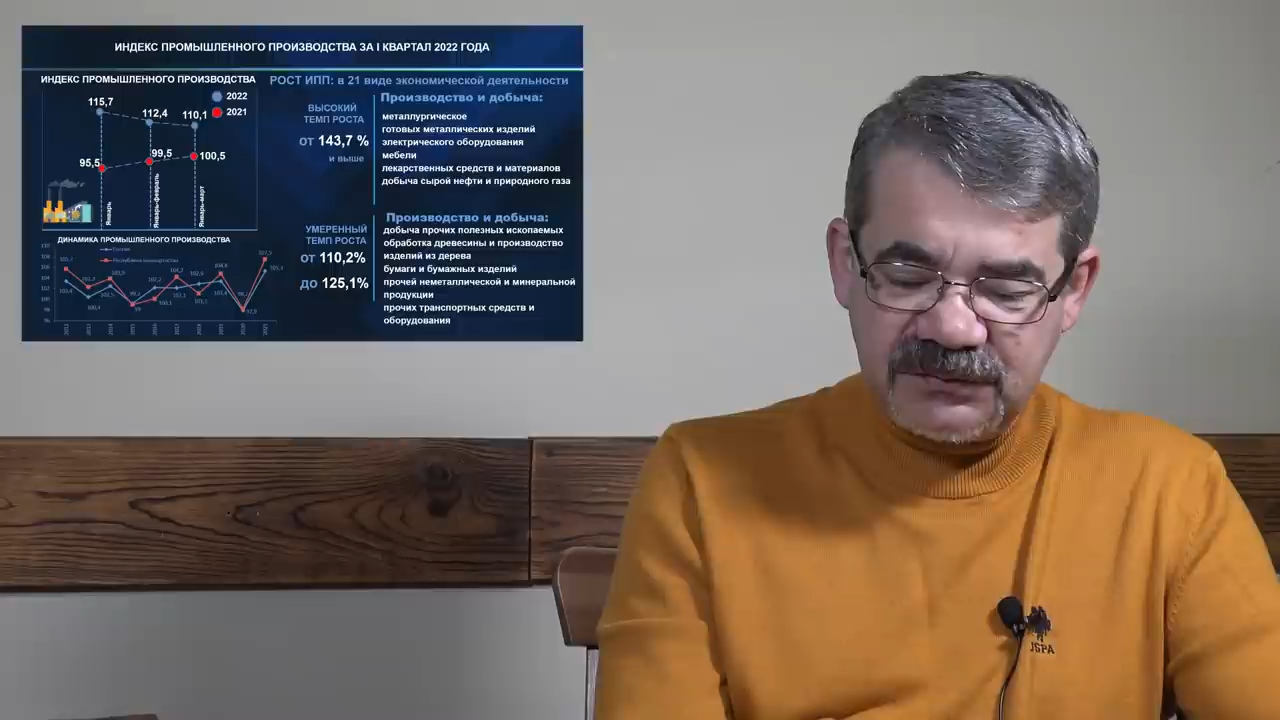 ИНДЕКС ПРОМЫШЛЕННОГО ПРОИЗВОДСТВА ЗА I КВАРТАЛ 2022 ГОДА
ИНДЕКС ПРОМЫШЛЕННОГО ПРОИЗВОДСТВА
2022
2021
115,7
112,4
110,1
95,5
99,5
100,5
Январь
Январь-февраль
Январь-март
ДИНАМИКА ПРОМЫШЛЕННОГО ПРОИЗВОДСТВА
РОСТ ИПП: в 21 виде экономической деятельности
ВЫСОКИЙ
ТЕМП РОСТА
от 143,7 %
и выше
Производство и добыча:
металлургическое
готовых металлических изделий
электрического оборудования
мебели
лекарственных средств и материалов
добыча сырой нефти и природного газа
УМЕРЕННЫЙ
ТЕМП РОСТА
от 110,2%
до 125,1%
Производство и добыча:
добыча прочих полезных ископаемых
обработка древесины и производство
изделий из дерева
бумаги и бумажных изделий
прочей неметаллической и минеральной
продукции
прочих транспортных средств и
оборудования
JSPA